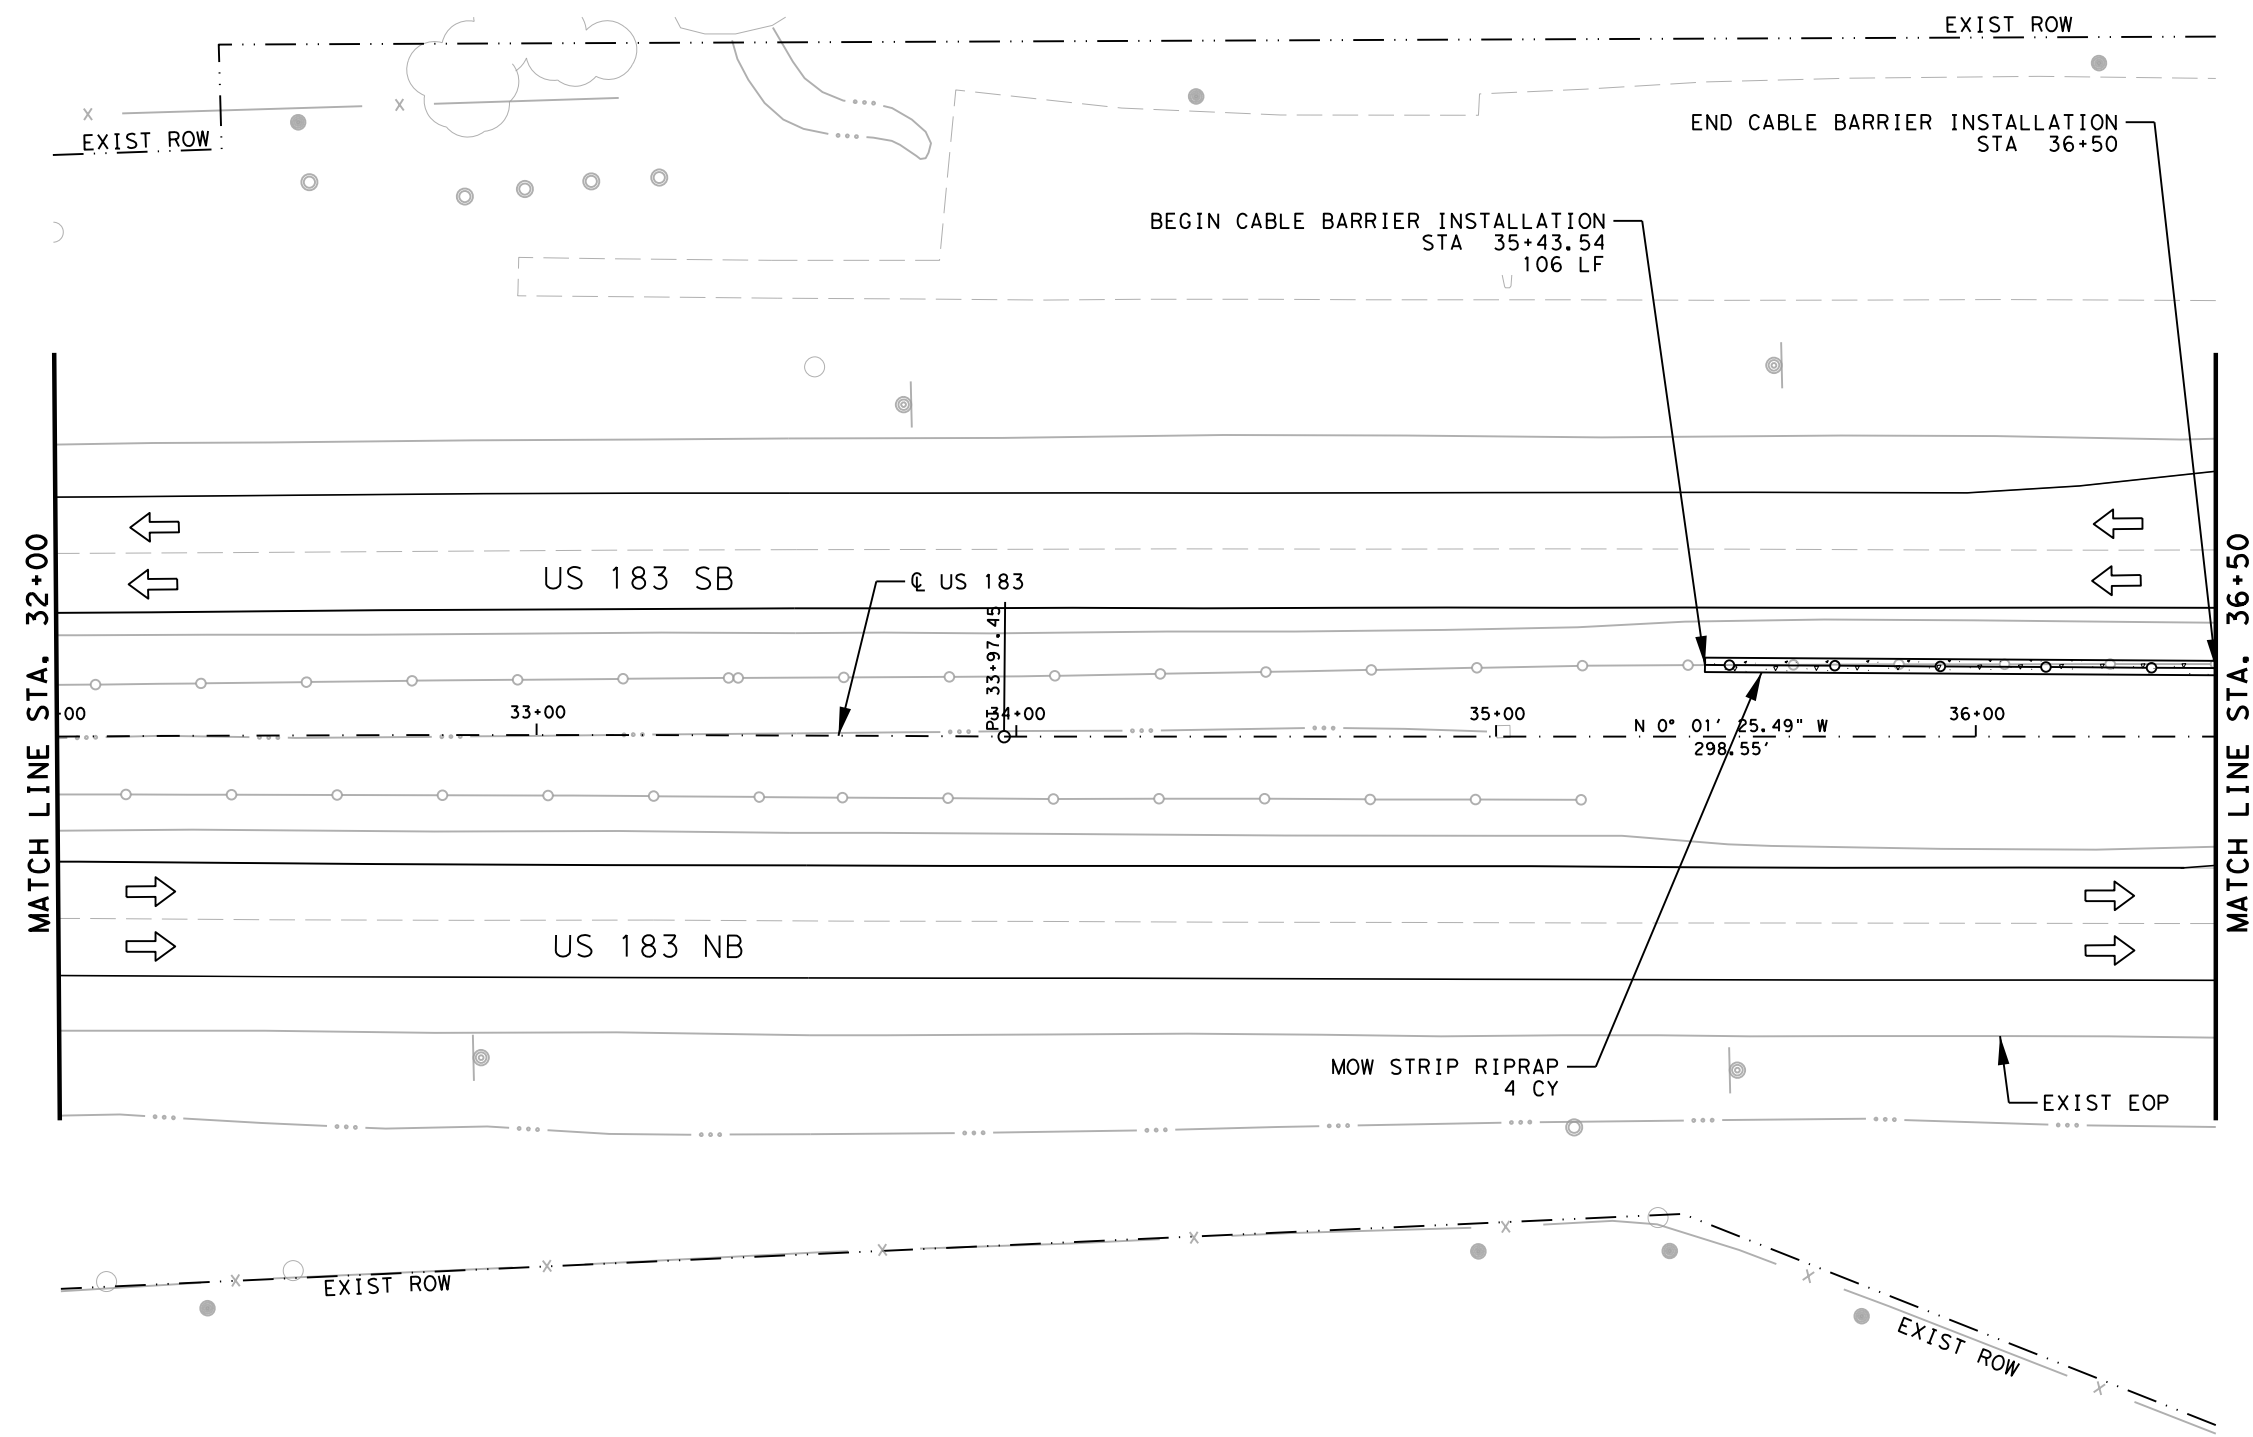 EXIST ROW
EXIST ROW
END CABLE BARRIER INSTALLATION
STA 36+50
BEGIN CABLE BARRIER INSTALLATION
STA 35+43.54
106 LF
MATCH LINE STA. 32+00
US 183 SB
℄ US 183
PI 33+97.45
MATCH LINE STA. 36+50
+00
33+00
34+00
35+00
36+00
N 0° 01' 25.49" W
298.55'
US 183 NB
MOW STRIP RIPRAP
4 CY
EXIST EOP
EXIST ROW
EXIST ROW